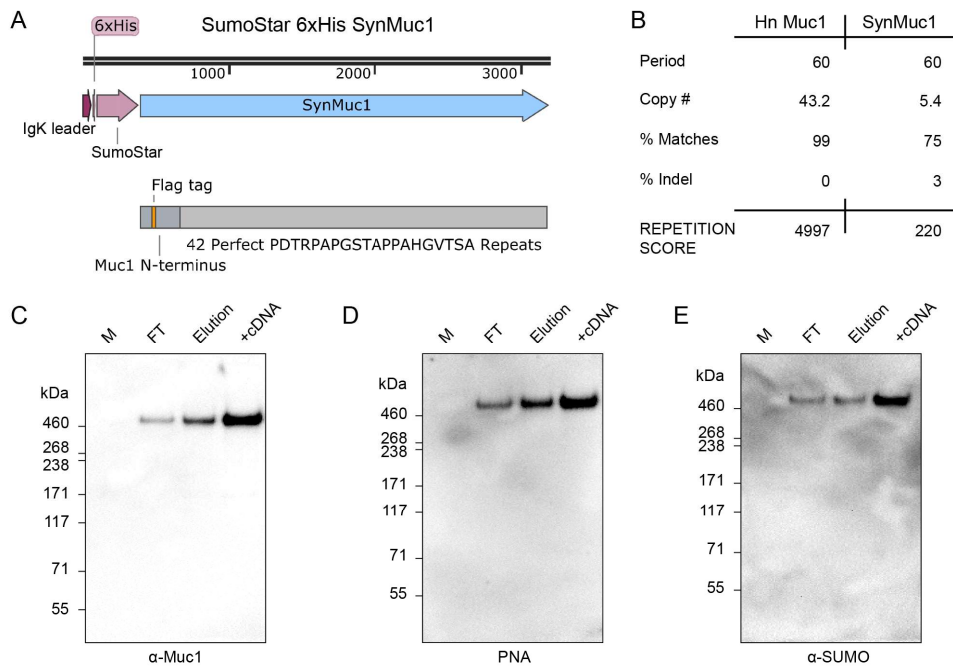 A
6xHis
SumoStar 6xHis SynMuc1
1000
2000
3000
SynMuc1
IgK leader
SumoStar
Flag tag
42 Perfect PDTRPAPGSTAPPAHGVTSA Repeats
Muc1 N-terminus
B
Hn Muc1 SynMuc1
Period 60 60
Copy # 43.2 5.4
% Matches 99 75
% Indel 0 3
REPETITION SCORE 4997 220
C
M FT Elution +cDNA
kDa
460
268
238
171
117
71
55
α-Muc1
D
M FT Elution +cDNA
kDa
460
268
238
171
117
71
55
PNA
E
M FT Elution +cDNA
kDa
460
268
238
171
117
71
55
α-SUMO